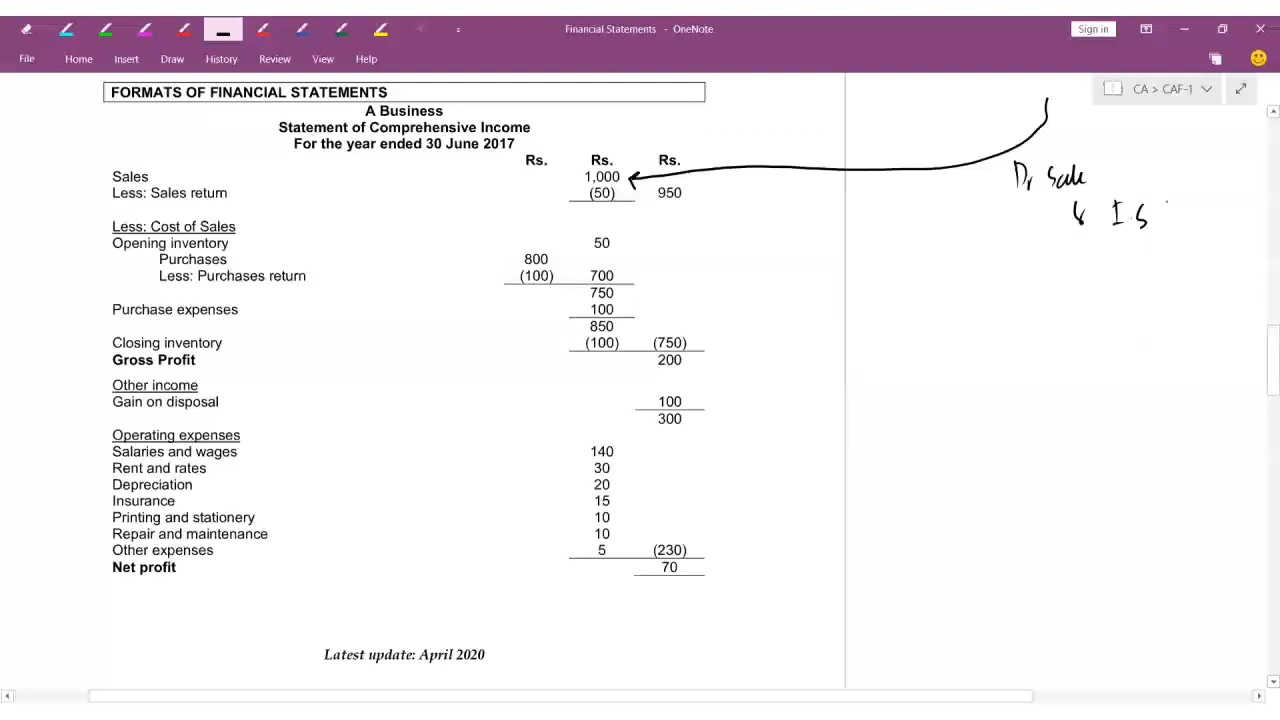 Financial Statements - OneNote
Sign in
File Home Insert Draw History Review View Help
CA > CAF-1
FORMATS OF FINANCIAL STATEMENTS
A Business
Statement of Comprehensive Income
For the year ended 30 June 2017
Rs. Rs. Rs.
Sales 1,000
Less: Sales return (50) 950
Dr Sale
I.S
Less: Cost of Sales
Opening inventory 50
Purchases 800
Less: Purchases return (100) 700
750
Purchase expenses 100
850
Closing inventory (100) (750)
Gross Profit 200
Other income
Gain on disposal 100
300
Operating expenses
Salaries and wages 140
Rent and rates 30
Depreciation 20
Insurance 15
Printing and stationery 10
Repair and maintenance 10
Other expenses 5 (230)
Net profit 70
Latest update: April 2020